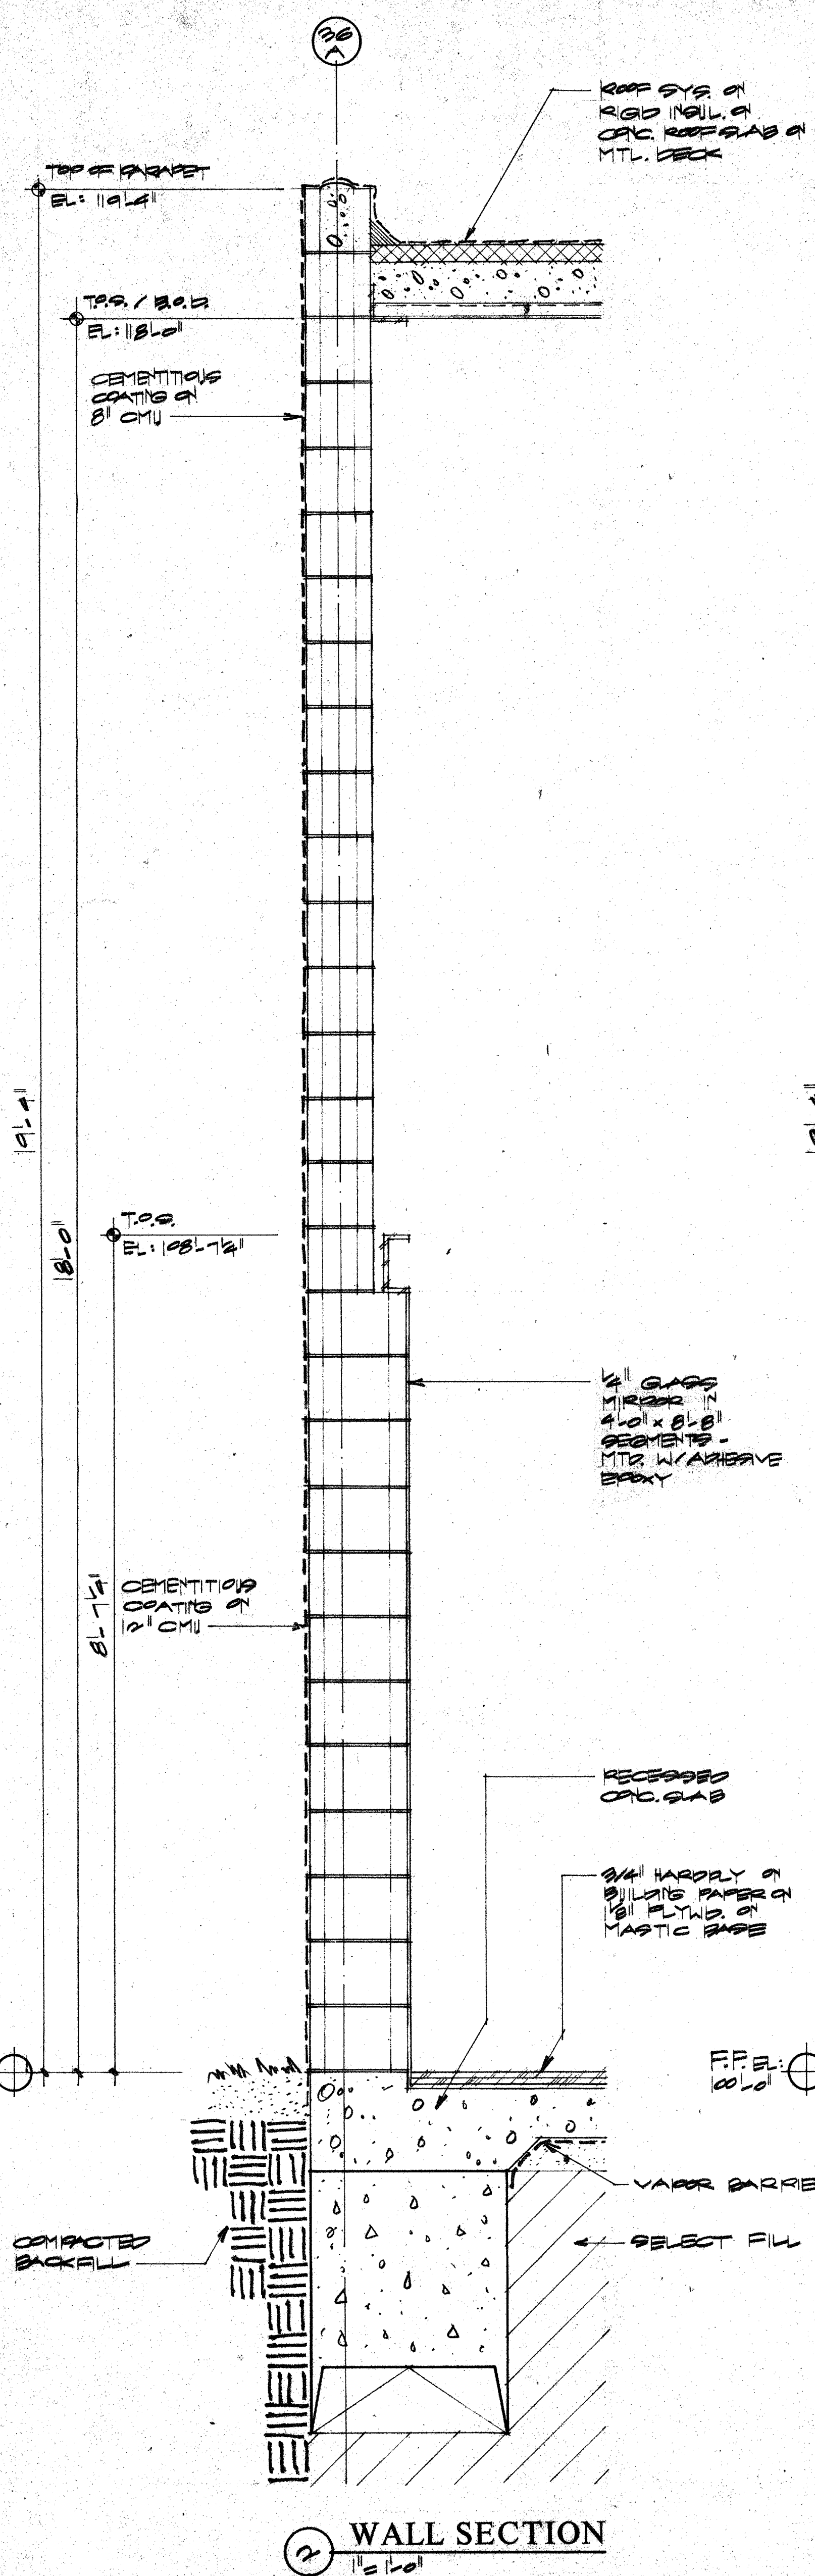 36
A
ROOF SYS. ON
RIGID INSUL. ON
CONC. ROOF SLAB ON
MTL. DECK
TOP OF PARAPET
EL: 119'-4"
T.O.S. / B.O.D.
EL: 118'-0"
CEMENTITIOUS
COATING ON
8" CMU
19'-4"
18'-0"
T.O.S.
EL: 108'-7 1/4"
1/4" GLASS
MIRROR IN
4'-0" x 8'-8"
SEGMENTS -
MTD. W/ ADHESIVE
EPOXY
8'-7 1/4"
CEMENTITIOUS
COATING ON
12" CMU
RECESSED
CONC. SLAB
3/4" HARDPLY ON
BUILDING PAPER ON
1/8" PLYWD. ON
MASTIC BASE
F.F. EL:
100'-0"
VAPOR BARRIE
COMPACTED
BACKFILL
SELECT FILL
2
WALL SECTION
1" = 1'-0"